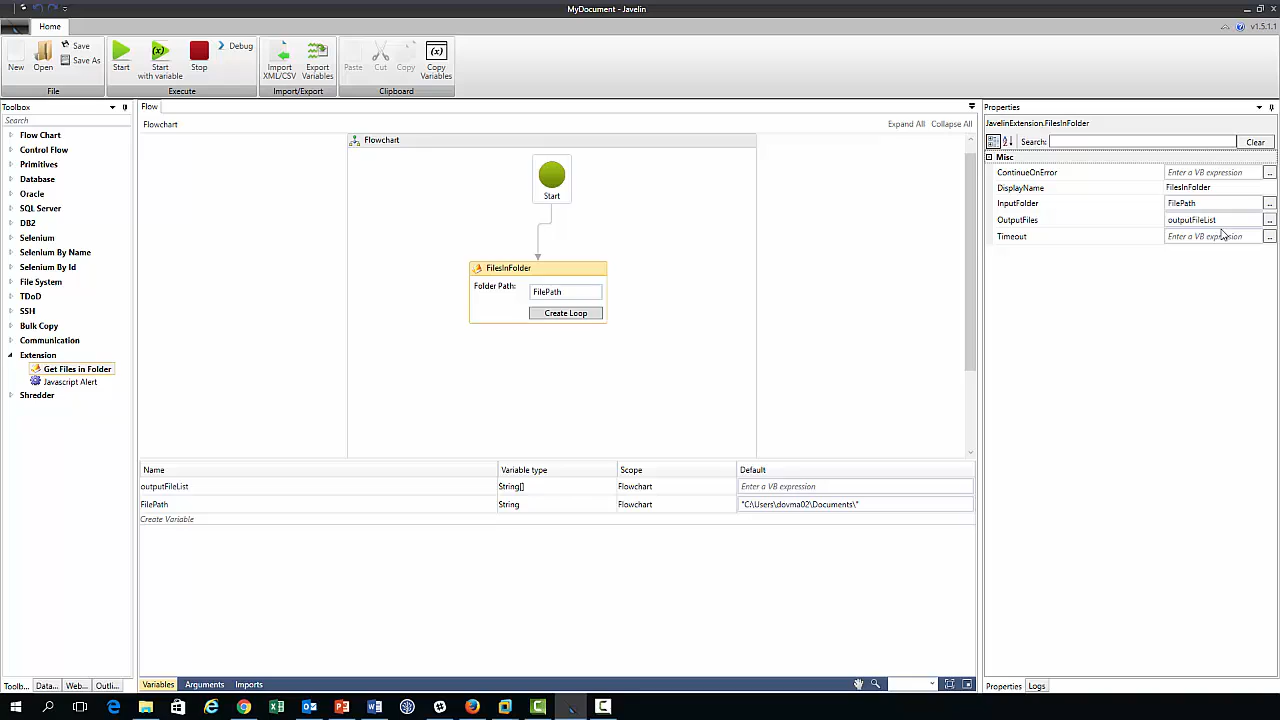 MyDocument - Javelin
Home
v1.5.1.1
New
Open
Save
Save As
File
Start
Start with variable
Stop
Debug
Execute
Import XML/CSV
Export Variables
Import/Export
Paste
Cut
Copy
Copy Variables
Clipboard
Toolbox
Search
Flow Chart
Control Flow
Primitives
Database
Oracle
SQL Server
DB2
Selenium
Selenium By Name
Selenium By Id
File System
TDoD
SSH
Bulk Copy
Communication
Extension
Get Files in Folder
Javascript Alert
Shredder
Toolb...
Data...
Web...
Outli...
Flow
Flowchart
Expand All
Collapse All
Flowchart
Start
FilesInFolder
Folder Path:
FilePath
Create Loop
Name
Variable type
Scope
Default
outputFileList
String[]
Flowchart
Enter a VB expression
FilePath
String
Flowchart
"C:\Users\dovma02\Documents\"
Create Variable
Variables
Arguments
Imports
Properties
JavelinExtension.FilesInFolder
Search:
Clear
Misc
ContinueOnError
Enter a VB expression
DisplayName
FilesInFolder
InputFolder
FilePath
OutputFiles
outputFileList
Timeout
Enter a VB expression
Properties
Logs